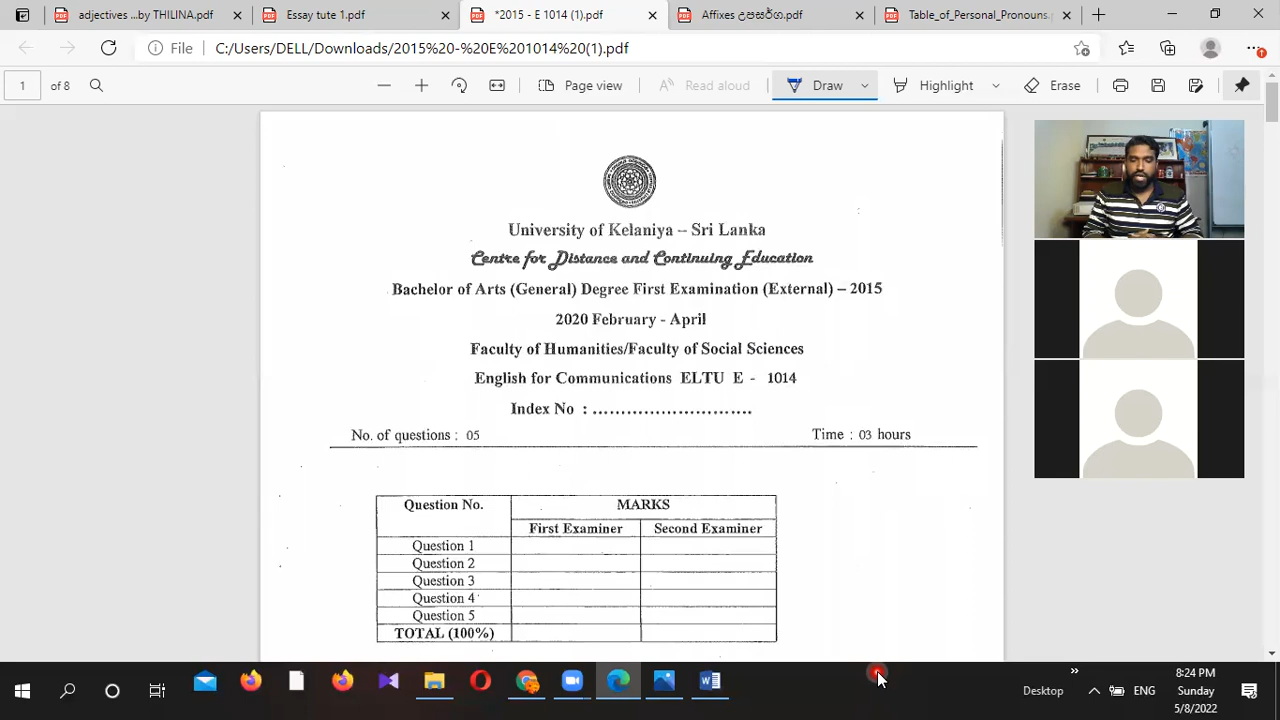 adjectives ...by THILINA.pdf
Essay tute 1.pdf
*2015 - E 1014 (1).pdf
Affixes උපසර්ග.pdf
Table_of_Personal_Pronouns.
File
C:/Users/DELL/Downloads/2015%20-%20E%201014%20(1).pdf
1 of 8
Page view
Read aloud
Draw
Highlight
Erase
University of Kelaniya – Sri Lanka
Centre for Distance and Continuing Education
Bachelor of Arts (General) Degree First Examination (External) – 2015
2020 February - April
Faculty of Humanities/Faculty of Social Sciences
English for Communications ELTU E - 1014
Index No : ............................
No. of questions : 05 Time : 03 hours
Question No. MARKS
First Examiner Second Examiner
Question 1
Question 2
Question 3
Question 4
Question 5
TOTAL (100%)
Desktop
ENG
8:24 PM
Sunday
5/8/2022